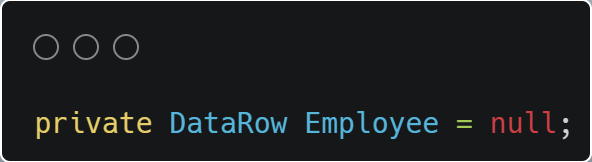 private DataRow Employee = null;